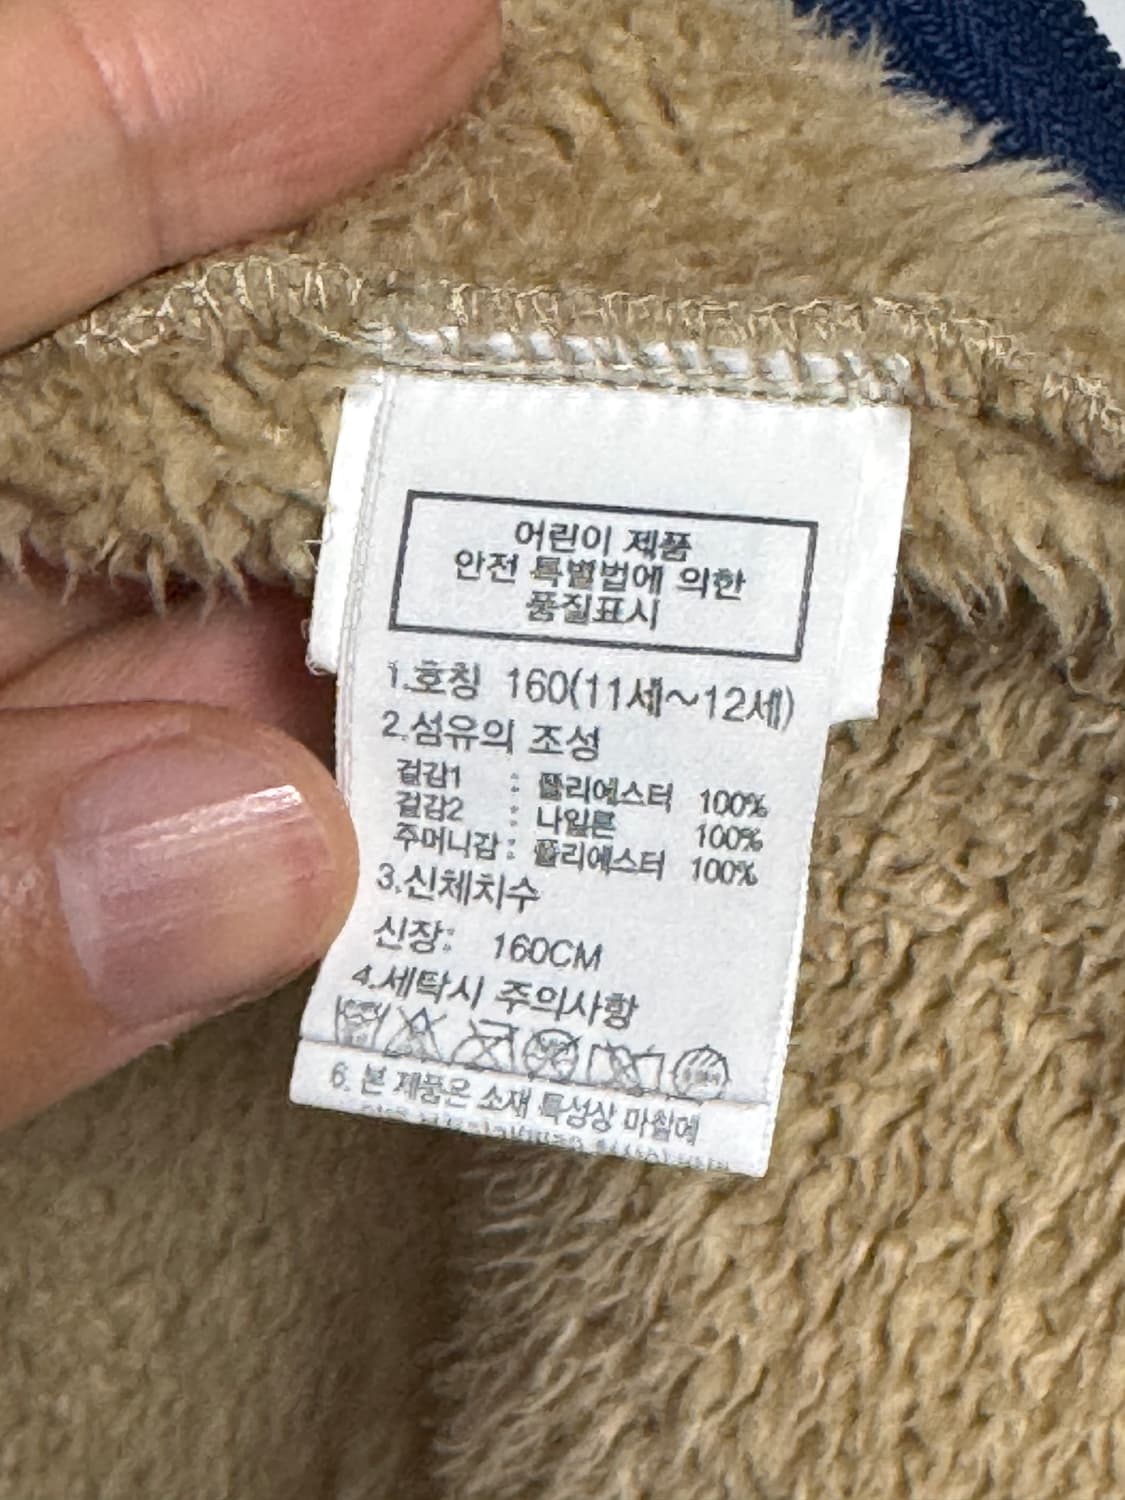 어린이 제품
안전 특별법에 의한
품질표시
1.호칭 160(11세~12세)
2.섬유의 조성
겉감1 : 폴리에스터 100%
겉감2 : 나일론 100%
주머니감 : 폴리에스터 100%
3.신체치수
신장: 160CM
4.세탁시 주의사항
6. 본 제품은 소재 특성상 마찰에